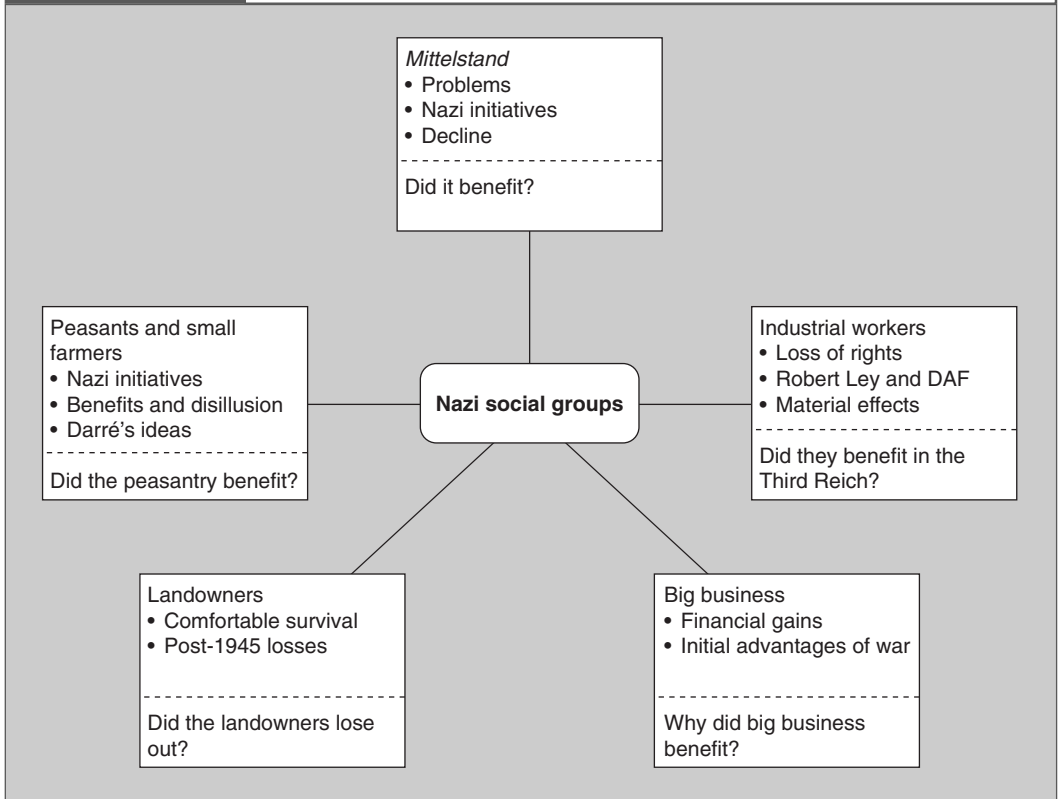 Mittelstand
• Problems
• Nazi initiatives
• Decline
Did it benefit?
Peasants and small
farmers
• Nazi initiatives
• Benefits and disillusion
• Darré's ideas
Did the peasantry benefit?
Nazi social groups
Industrial workers
• Loss of rights
• Robert Ley and DAF
• Material effects
Did they benefit in the
Third Reich?
Landowners
• Comfortable survival
• Post-1945 losses
Did the landowners lose
out?
Big business
• Financial gains
• Initial advantages of war
Why did big business
benefit?